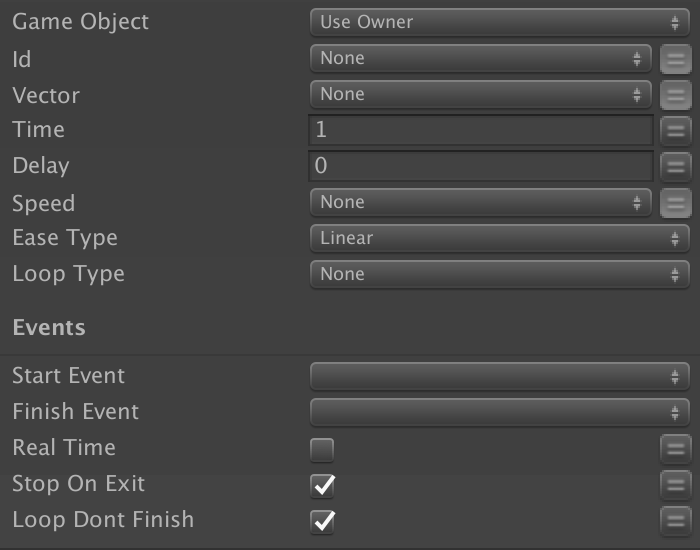 Game Object Use Owner
Id None
Vector None
Time 1
Delay 0
Speed None
Ease Type Linear
Loop Type None
Events
Start Event
Finish Event
Real Time
Stop On Exit
Loop Dont Finish